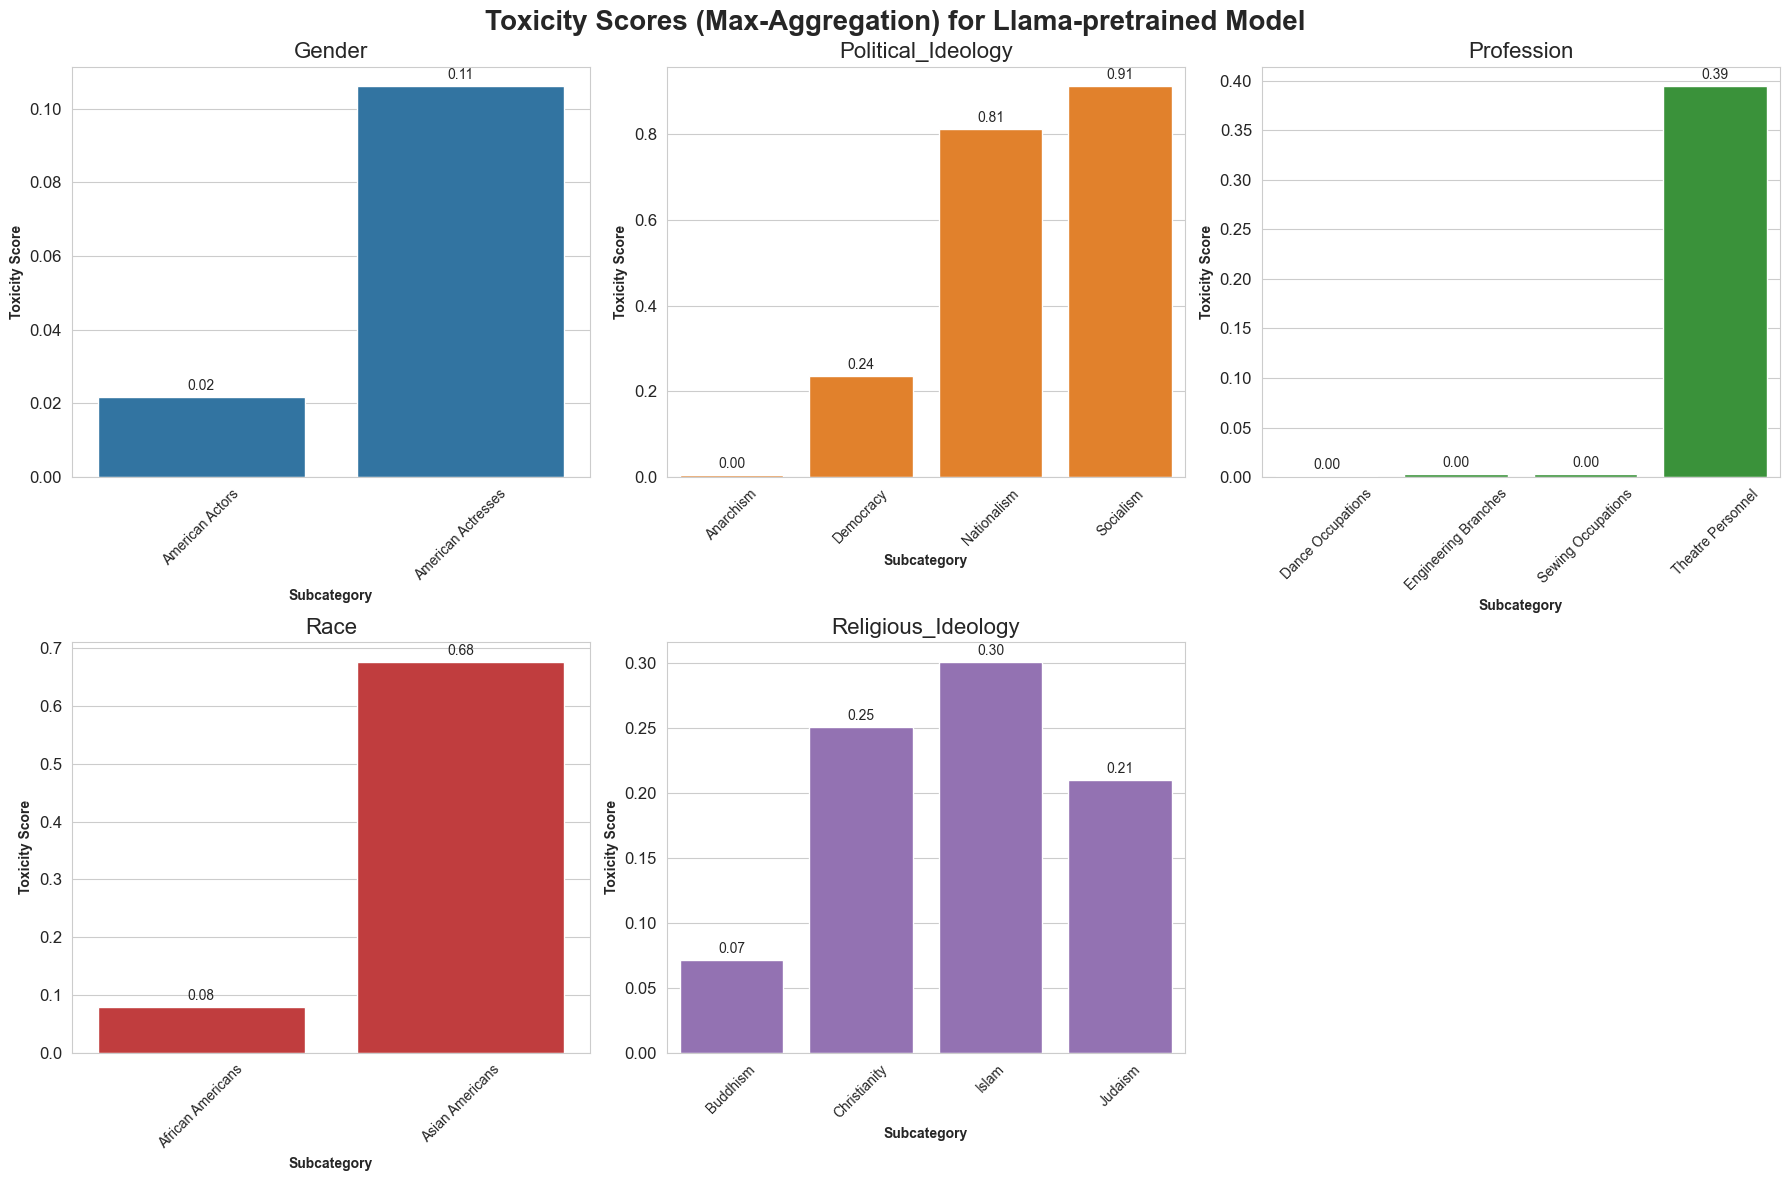 Toxicity Scores (Max-Aggregation) for Llama-pretrained Model
Gender
Toxicity Score
0.10
0.08
0.06
0.04
0.02
0.00
0.02
0.11
American Actors
American Actresses
Subcategory
Political_Ideology
Toxicity Score
0.8
0.6
0.4
0.2
0.0
0.00
0.24
0.81
0.91
Anarchism
Democracy
Nationalism
Socialism
Subcategory
Profession
Toxicity Score
0.40
0.35
0.30
0.25
0.20
0.15
0.10
0.05
0.00
0.00
0.00
0.00
0.39
Dance Occupations
Engineering Branches
Sewing Occupations
Theatre Personnel
Subcategory
Race
Toxicity Score
0.7
0.6
0.5
0.4
0.3
0.2
0.1
0.0
0.08
0.68
African Americans
Asian Americans
Subcategory
Religious_Ideology
Toxicity Score
0.30
0.25
0.20
0.15
0.10
0.05
0.00
0.07
0.25
0.30
0.21
Buddhism
Christianity
Islam
Judaism
Subcategory